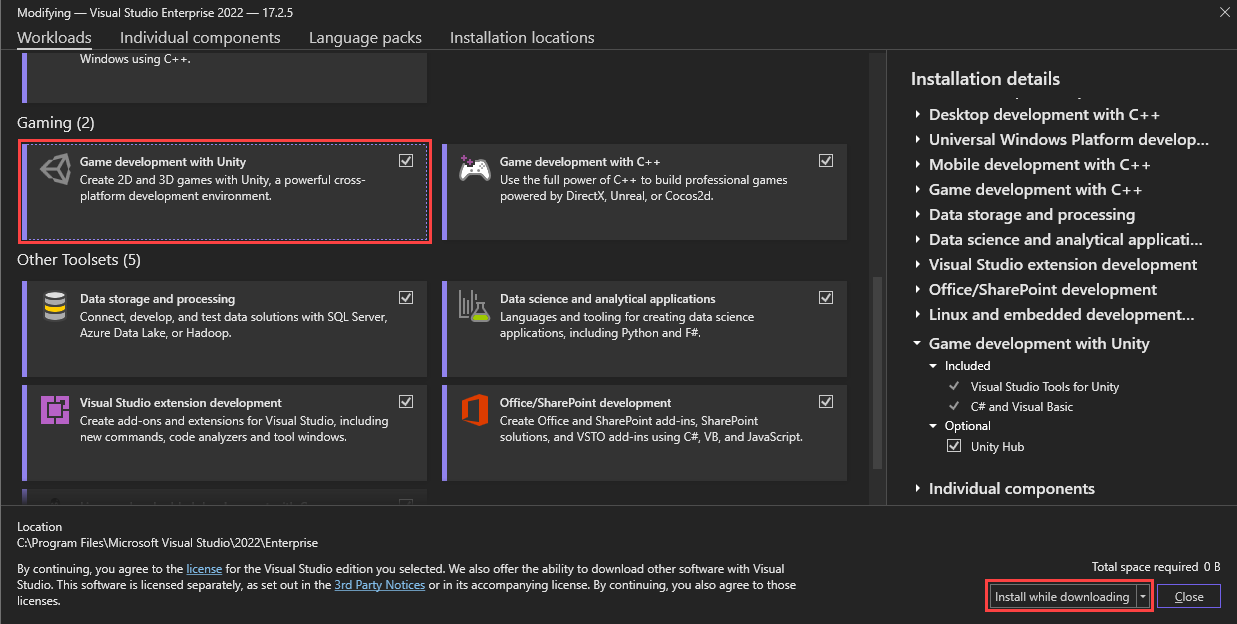 Modifying — Visual Studio Enterprise 2022 — 17.2.5
Workloads Individual components Language packs Installation locations
Windows using C++.
Gaming (2)
Game development with Unity
Create 2D and 3D games with Unity, a powerful cross-
platform development environment.
Game development with C++
Use the full power of C++ to build professional games
powered by DirectX, Unreal, or Cocos2d.
Other Toolsets (5)
Data storage and processing
Connect, develop, and test data solutions with SQL Server,
Azure Data Lake, or Hadoop.
Data science and analytical applications
Languages and tooling for creating data science
applications, including Python and F#.
Visual Studio extension development
Create add-ons and extensions for Visual Studio, including
new commands, code analyzers and tool windows.
Office/SharePoint development
Create Office and SharePoint add-ins, SharePoint
solutions, and VSTO add-ins using C#, VB, and JavaScript.
Installation details
Desktop development with C++
Universal Windows Platform develop...
Mobile development with C++
Game development with C++
Data storage and processing
Data science and analytical applicati...
Visual Studio extension development
Office/SharePoint development
Linux and embedded development...
Game development with Unity
Included
Visual Studio Tools for Unity
C# and Visual Basic
Optional
Unity Hub
Individual components
Location
C:\Program Files\Microsoft Visual Studio\2022\Enterprise
By continuing, you agree to the license for the Visual Studio edition you selected. We also offer the ability to download other software with Visual
Studio. This software is licensed separately, as set out in the 3rd Party Notices or in its accompanying license. By continuing, you also agree to those
licenses.
Total space required 0 B
Install while downloading
Close